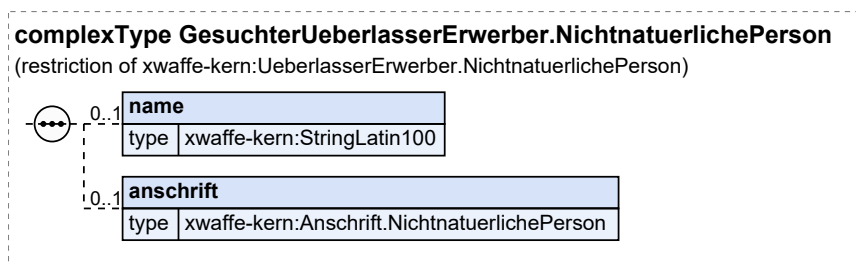 complexType GesuchterUeberlasserErwerber.NichtnatuerlichePerson
(restriction of xwaffe-kern:UeberlasserErwerber.NichtnatuerlichePerson)
0..1 name
type xwaffe-kern:StringLatin100
0..1 anschrift
type xwaffe-kern:Anschrift.NichtnatuerlichePerson